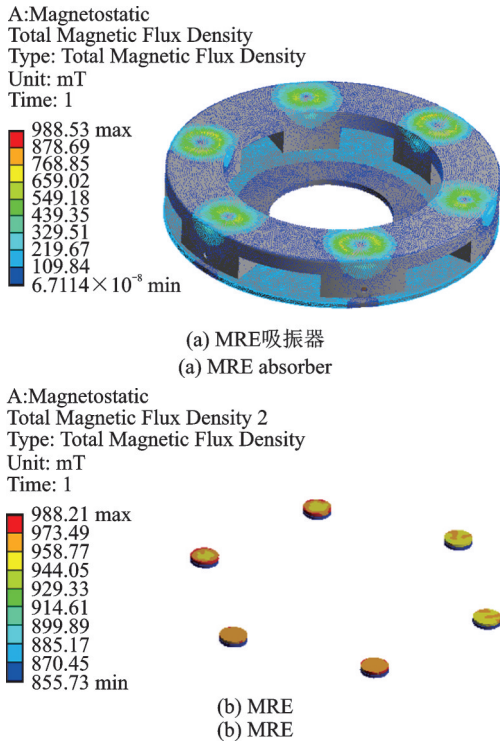 A:Magnetostatic
Total Magnetic Flux Density
Type: Total Magnetic Flux Density
Unit: mT
Time: 1
988.53 max
878.69
768.85
659.02
549.18
439.35
329.51
219.67
109.84
6.7114×10⁻⁸ min
(a) MRE吸振器
(a) MRE absorber
A:Magnetostatic
Total Magnetic Flux Density 2
Type: Total Magnetic Flux Density
Unit: mT
Time: 1
988.21 max
973.49
958.77
944.05
929.33
914.61
899.89
885.17
870.45
855.73 min
(b) MRE
(b) MRE